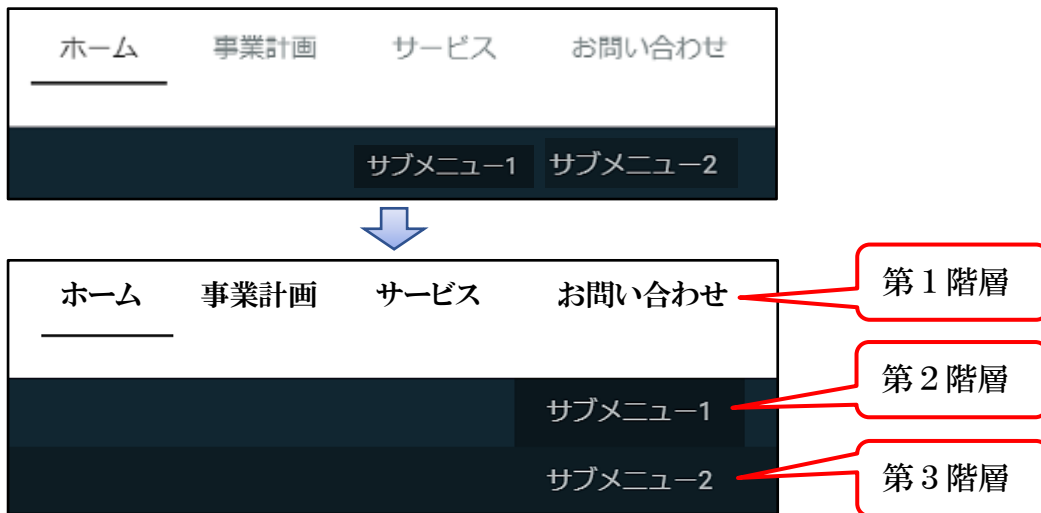 ホーム 事業計画 サービス お問い合わせ
サブメニュー1 サブメニュー2
ホーム 事業計画 サービス お問い合わせ
第１階層
サブメニュー1
第２階層
サブメニュー2
第３階層